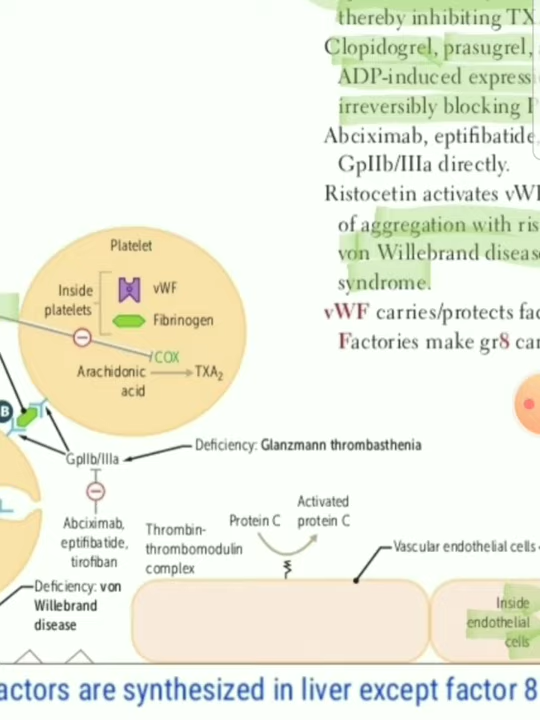 thereby inhibiting TX
Clopidogrel, prasugrel,
ADP-induced expressi
irreversibly blocking P
Abciximab, eptifibatide,
GpIIb/IIIa directly.
Ristocetin activates vWF
of aggregation with ris
von Willebrand diseas
syndrome.
vWF carries/protects fac
Factories make gr8 car
Platelet
Inside
platelets
vWF
Fibrinogen
COX
Arachidonic
acid
TXA2
B
GpIIb/IIIa
Deficiency: Glanzmann thrombasthenia
Abciximab,
eptifibatide,
tirofiban
Thrombin-
thrombomodulin
complex
Protein C
Activated
protein C
Vascular endothelial cells
Deficiency: von
Willebrand
disease
Inside
endothelial
cells
actors are synthesized in liver except factor 8